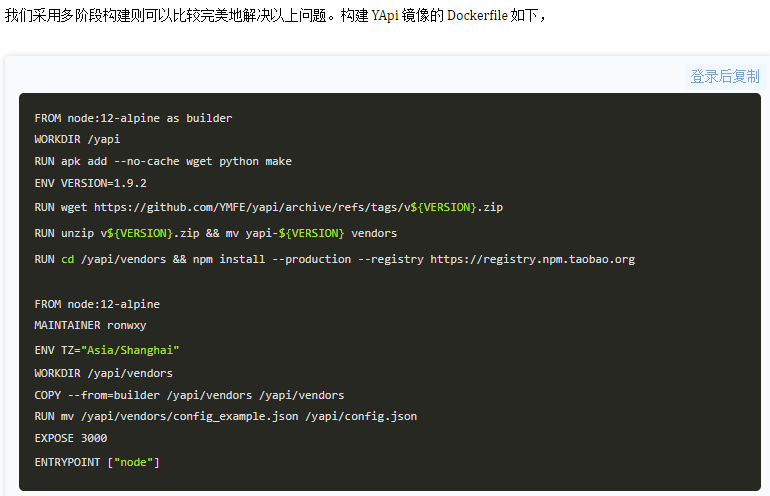 我们采用多阶段构建则可以比较完美地解决以上问题。构建 YApi 镜像的 Dockerfile 如下，
登录后复制
FROM node:12-alpine as builder
WORKDIR /yapi
RUN apk add --no-cache wget python make
ENV VERSION=1.9.2
RUN wget https://github.com/YMFE/yapi/archive/refs/tags/v${VERSION}.zip
RUN unzip v${VERSION}.zip && mv yapi-${VERSION} vendors
RUN cd /yapi/vendors && npm install --production --registry https://registry.npm.taobao.org
FROM node:12-alpine
MAINTAINER ronwxy
ENV TZ="Asia/Shanghai"
WORKDIR /yapi/vendors
COPY --from=builder /yapi/vendors /yapi/vendors
RUN mv /yapi/vendors/config_example.json /yapi/config.json
EXPOSE 3000
ENTRYPOINT ["node"]